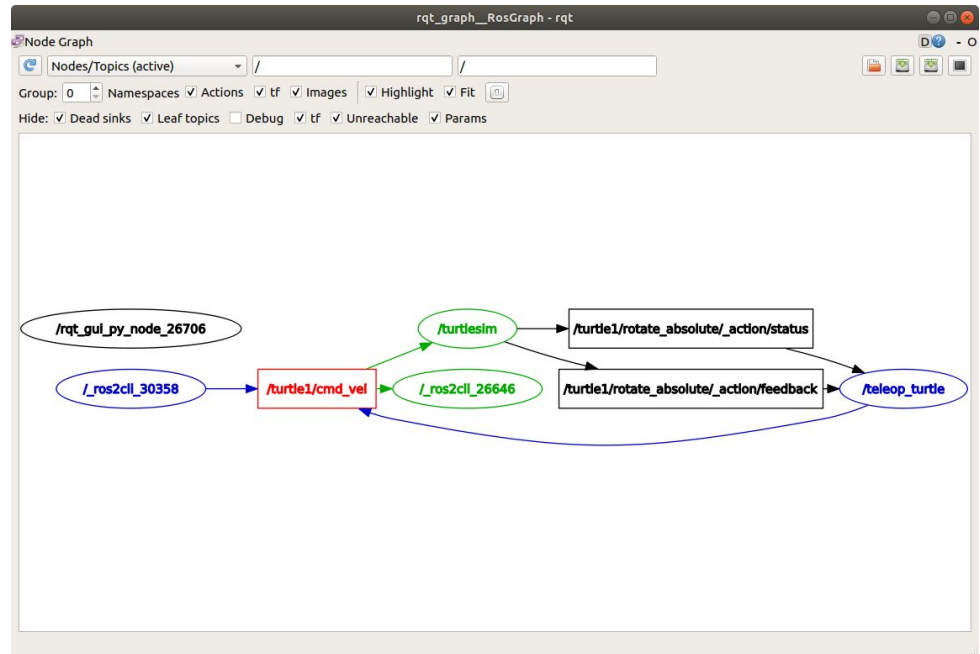 rqt_graph__RosGraph - rqt
Node Graph
D
- O
Nodes/Topics (active)
/
/
Group: 0 Namespaces Actions tf Images Highlight Fit
Hide: Dead sinks Leaf topics Debug tf Unreachable Params
/rqt_gui_py_node_26706
/turtlesim
/turtle1/rotate_absolute/_action/status
/_ros2cli_30358
/turtle1/cmd_vel
/_ros2cli_26646
/turtle1/rotate_absolute/_action/feedback
/teleop_turtle